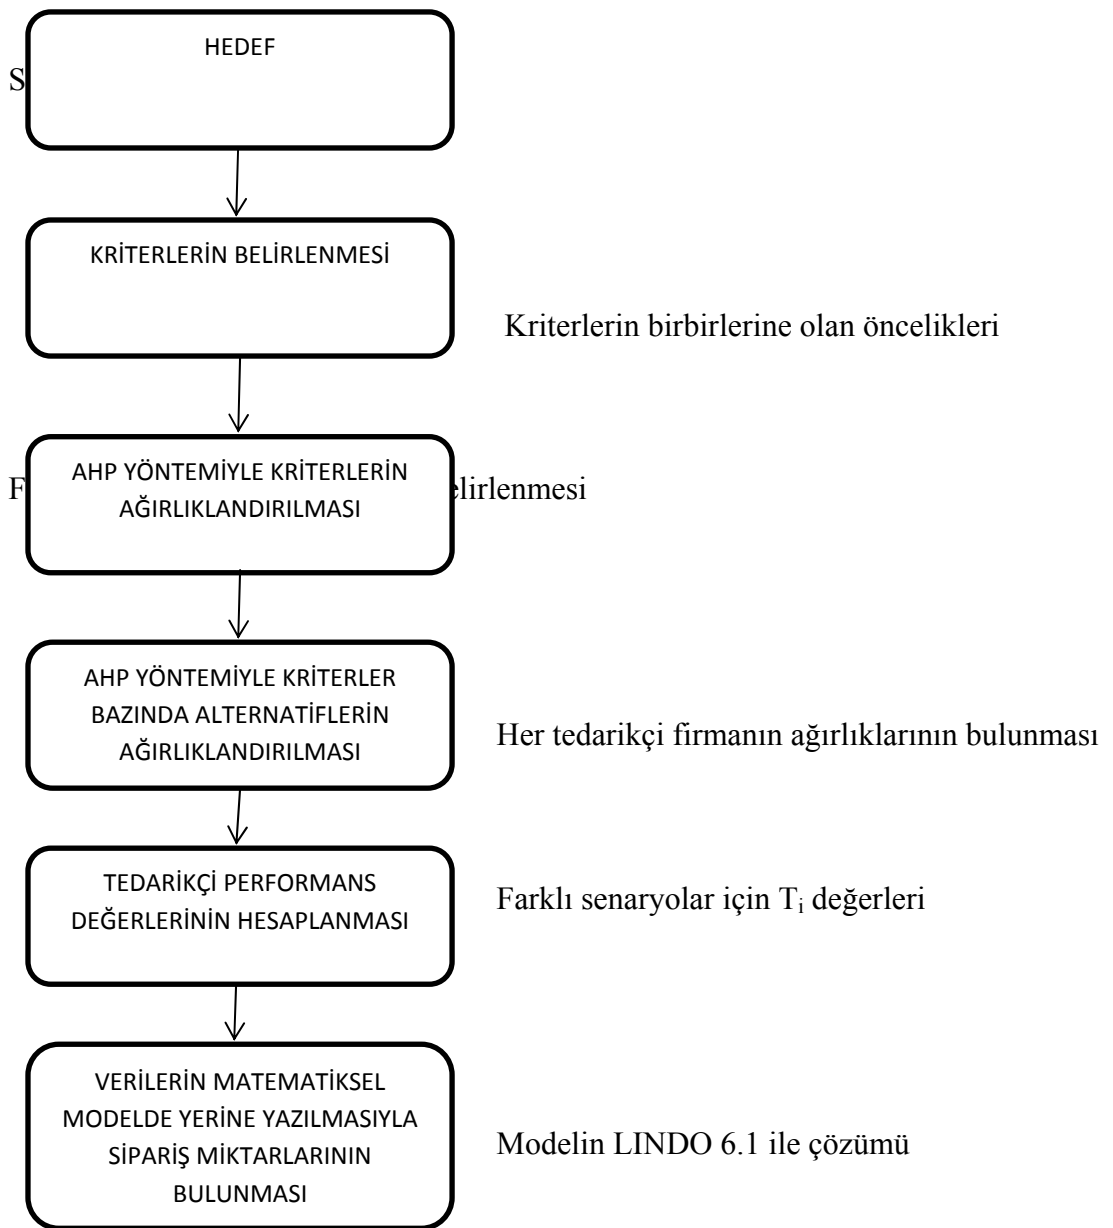 HEDEF
S
KRİTERLERİN BELİRLENMESİ
Kriterlerin birbirlerine olan öncelikleri
AHP YÖNTEMİYLE KRİTERLERİN
F elirlenmesi
AĞIRLIKLANDIRILMASI
AHP YÖNTEMİYLE KRİTERLER
BAZINDA ALTERNATİFLERİN
AĞIRLIKLANDIRILMASI
Her tedarikçi firmanın ağırlıklarının bulunması
TEDARİKÇİ PERFORMANS
DEĞERLERİNİN HESAPLANMASI
Farklı senaryolar için Tᵢ değerleri
VERİLERİN MATEMATİKSEL
MODELDE YERİNE YAZILMASIYLA
SİPARİŞ MİKTARLARININ
BULUNMASI
Modelin LINDO 6.1 ile çözümü